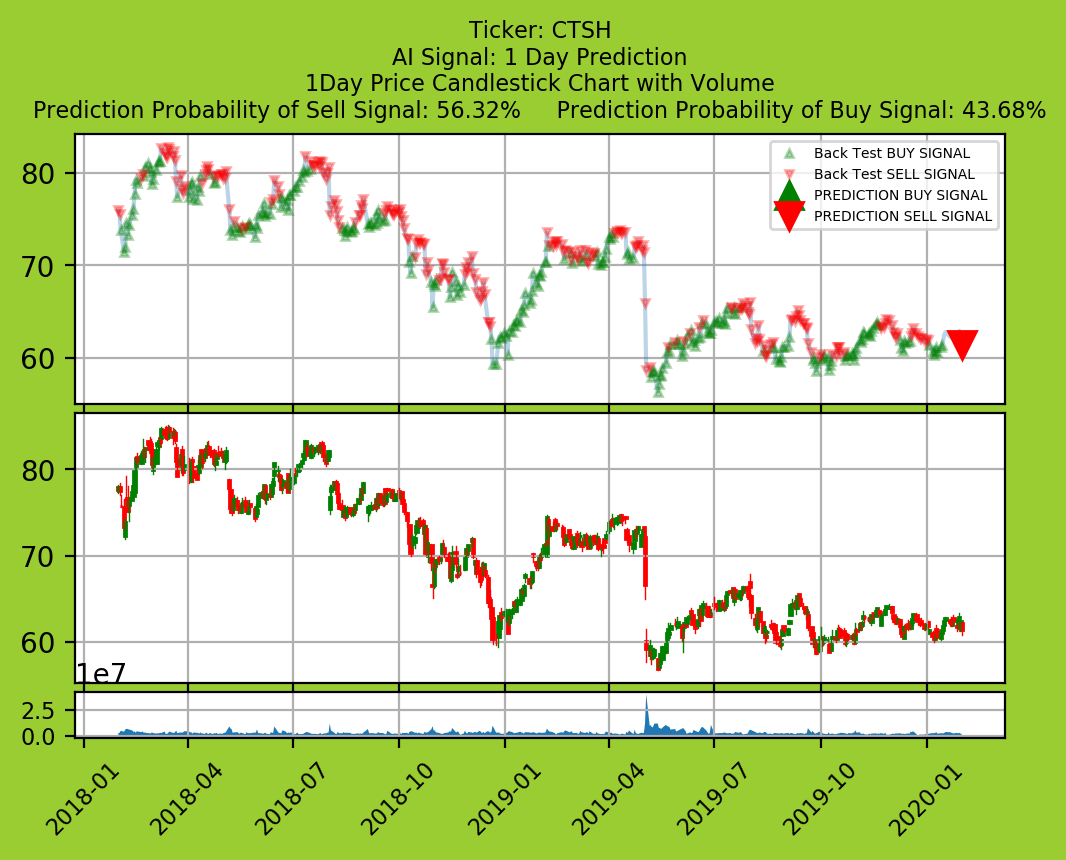 Ticker: CTSH
AI Signal: 1 Day Prediction
1Day Price Candlestick Chart with Volume
Prediction Probability of Sell Signal: 56.32% Prediction Probability of Buy Signal: 43.68%
Back Test BUY SIGNAL
Back Test SELL SIGNAL
PREDICTION BUY SIGNAL
PREDICTION SELL SIGNAL
80
70
60
80
70
60
1e7
2.5
0.0
2018-01 2018-04 2018-07 2018-10 2019-01 2019-04 2019-07 2019-10 2020-01